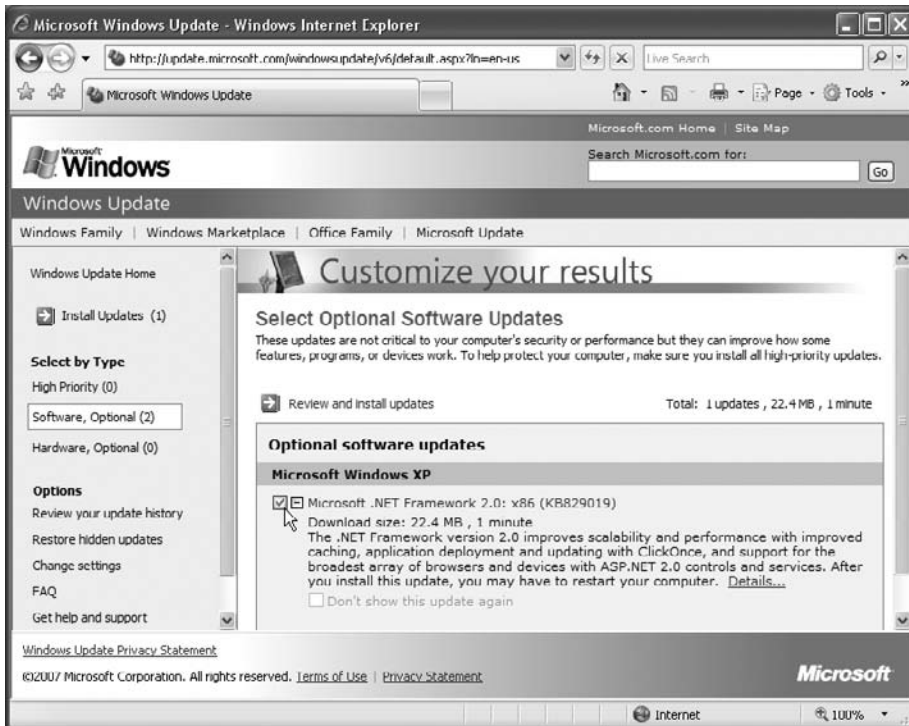 Microsoft Windows Update - Windows Internet Explorer
http://update.microsoft.com/windowsupdate/v6/default.aspx?ln=en-us
Live Search
Microsoft Windows Update
Page
Tools
Microsoft.com Home | Site Map
Microsoft
Windows
Search Microsoft.com for:
Go
Windows Update
Windows Family | Windows Marketplace | Office Family | Microsoft Update
Windows Update Home
Install Updates (1)
Select by Type
High Priority (0)
Software, Optional (2)
Hardware, Optional (0)
Options
Review your update history
Restore hidden updates
Change settings
FAQ
Get help and support
Customize your results
Select Optional Software Updates
These updates are not critical to your computer's security or performance but they can improve how some
features, programs, or devices work. To help protect your computer, make sure you install all high-priority updates.
Review and install updates
Total: 1 updates , 22.4 MB , 1 minute
Optional software updates
Microsoft Windows XP
Microsoft .NET Framework 2.0: x86 (KB829019)
Download size: 22.4 MB , 1 minute
The .NET Framework version 2.0 improves scalability and performance with improved
caching, application deployment and updating with ClickOnce, and support for the
broadest array of browsers and devices with ASP.NET 2.0 controls and services. After
you install this update, you may have to restart your computer. Details...
Don't show this update again
Windows Update Privacy Statement
©2007 Microsoft Corporation. All rights reserved. Terms of Use | Privacy Statement
Microsoft
Internet
100%